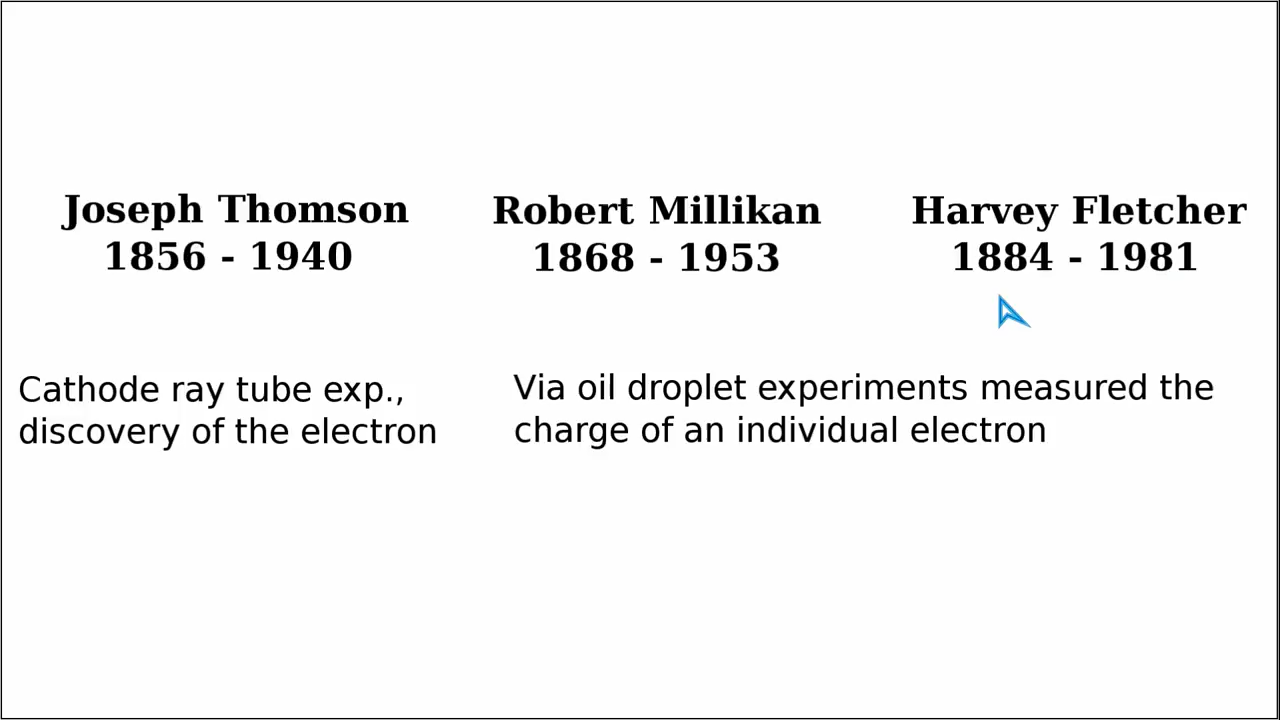 Joseph Thomson
1856 - 1940
Robert Millikan
1868 - 1953
Harvey Fletcher
1884 - 1981
Cathode ray tube exp.,
discovery of the electron
Via oil droplet experiments measured the
charge of an individual electron